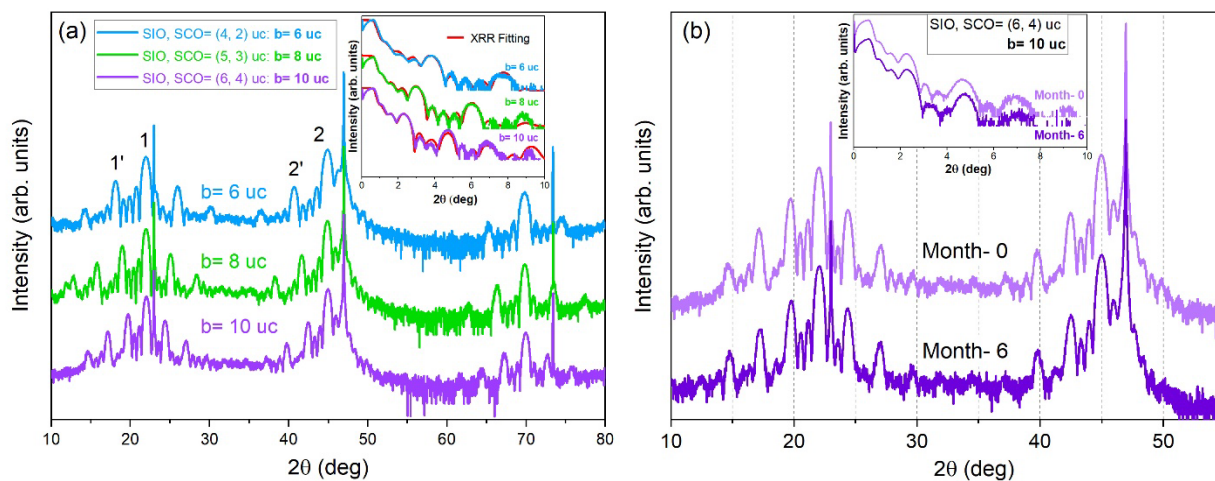 (a)
SIO, SCO= (4, 2) uc: b= 6 uc
SIO, SCO= (5, 3) uc: b= 8 uc
SIO, SCO= (6, 4) uc: b= 10 uc
Intensity (arb. units)
XRR Fitting
b= 6 uc
b= 8 uc
b= 10 uc
0 2 4 6 8 10
2θ (deg)
1' 1 2' 2
b= 6 uc
b= 8 uc
b= 10 uc
Intensity (arb. units)
10 20 30 40 50 60 70 80
2θ (deg)
(b)
SIO, SCO= (6, 4) uc
b= 10 uc
Intensity (arb. units)
Month-0
Month-6
0 2 4 6 8 10
2θ (deg)
Month- 0
Month- 6
Intensity (arb. units)
10 20 30 40 50
2θ (deg)